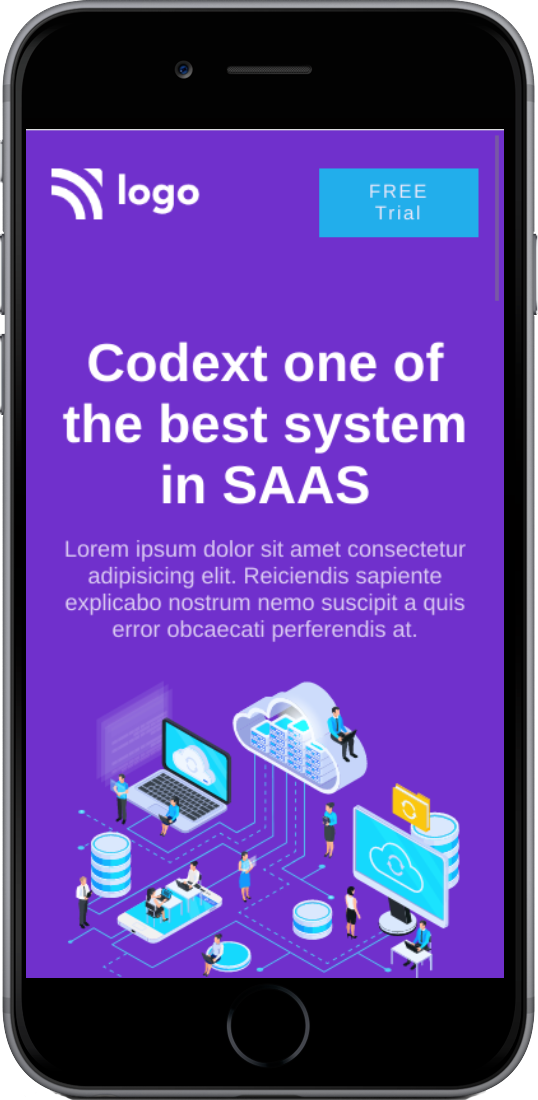 logo
FREE
Trial
Codext one of
the best system
in SAAS
Lorem ipsum dolor sit amet consectetur
adipisicing elit. Reiciendis sapiente
explicabo nostrum nemo suscipit a quis
error obcaecati perferendis at.